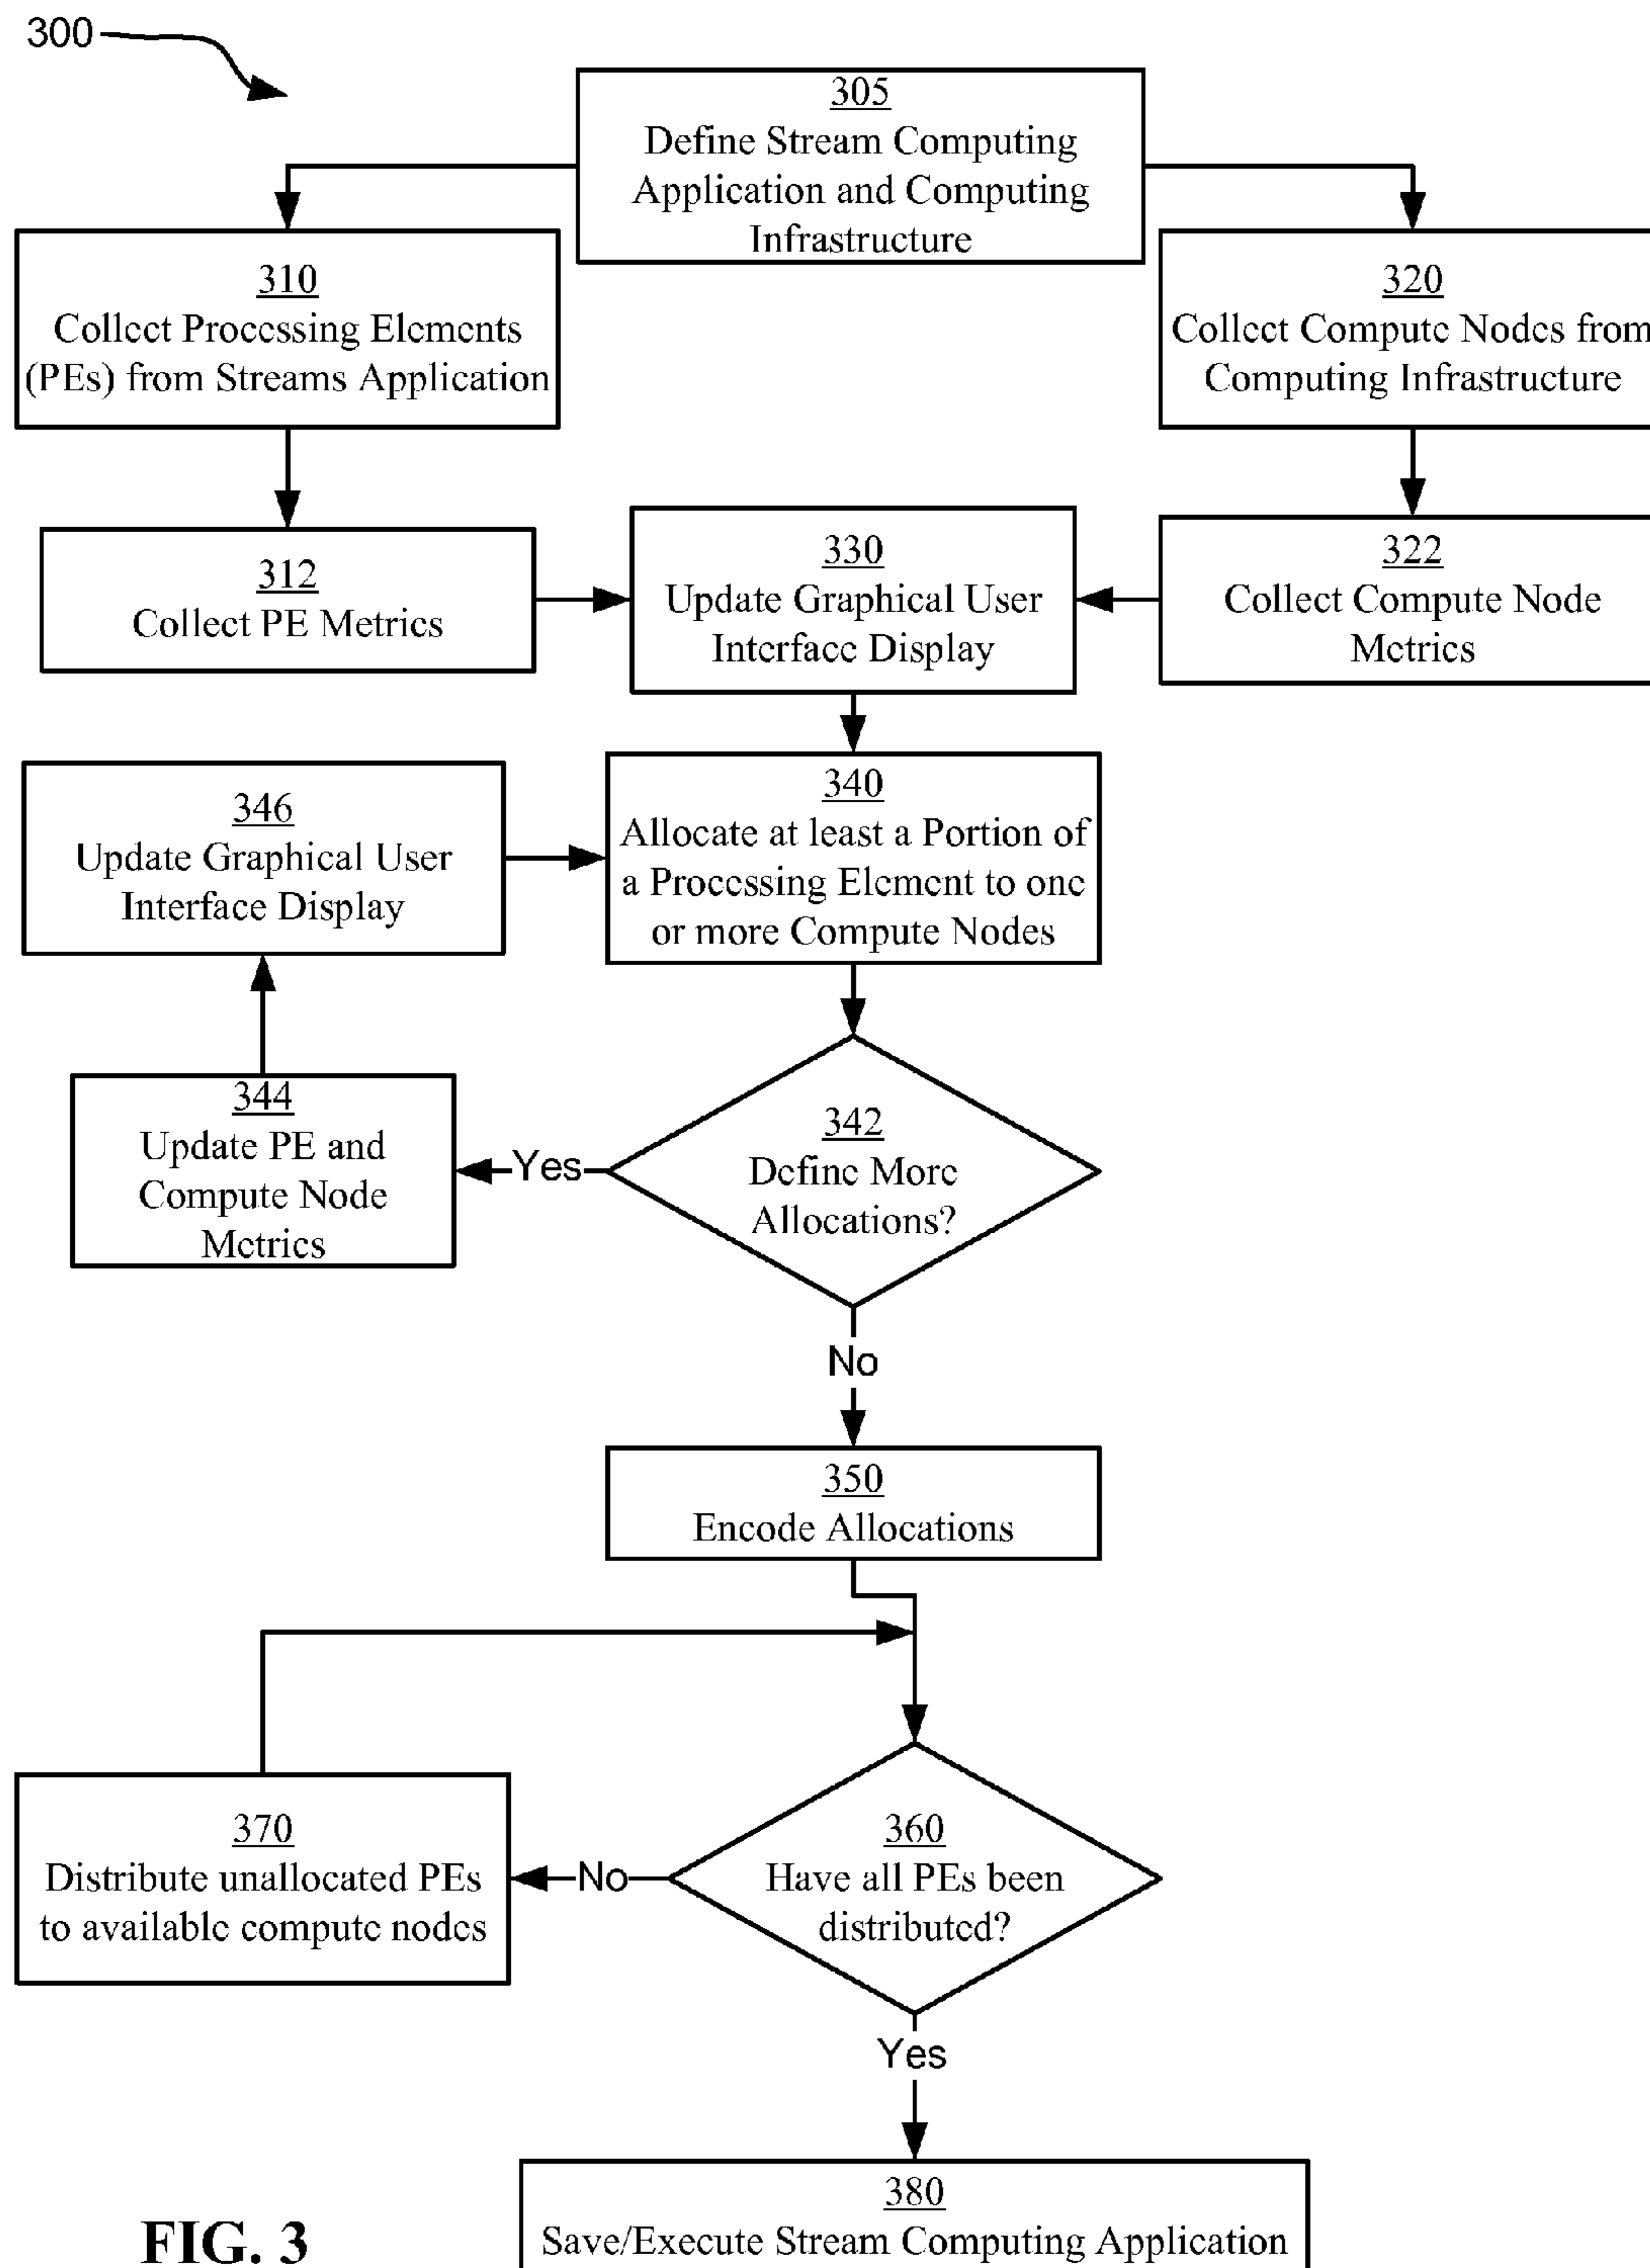 300
305
Define Stream Computing
Application and Computing
Infrastructure
310
Collect Processing Elements
(PEs) from Streams Application
320
Collect Compute Nodes from
Computing Infrastructure
312
Collect PE Metrics
330
Update Graphical User
Interface Display
322
Collect Compute Node
Metrics
346
Update Graphical User
Interface Display
340
Allocate at least a Portion of
a Processing Element to one
or more Compute Nodes
344
Update PE and
Compute Node
Metrics
Yes
342
Define More
Allocations?
No
350
Encode Allocations
370
Distribute unallocated PEs
to available compute nodes
No
360
Have all PEs been
distributed?
Yes
380
Save/Execute Stream Computing Application
FIG. 3